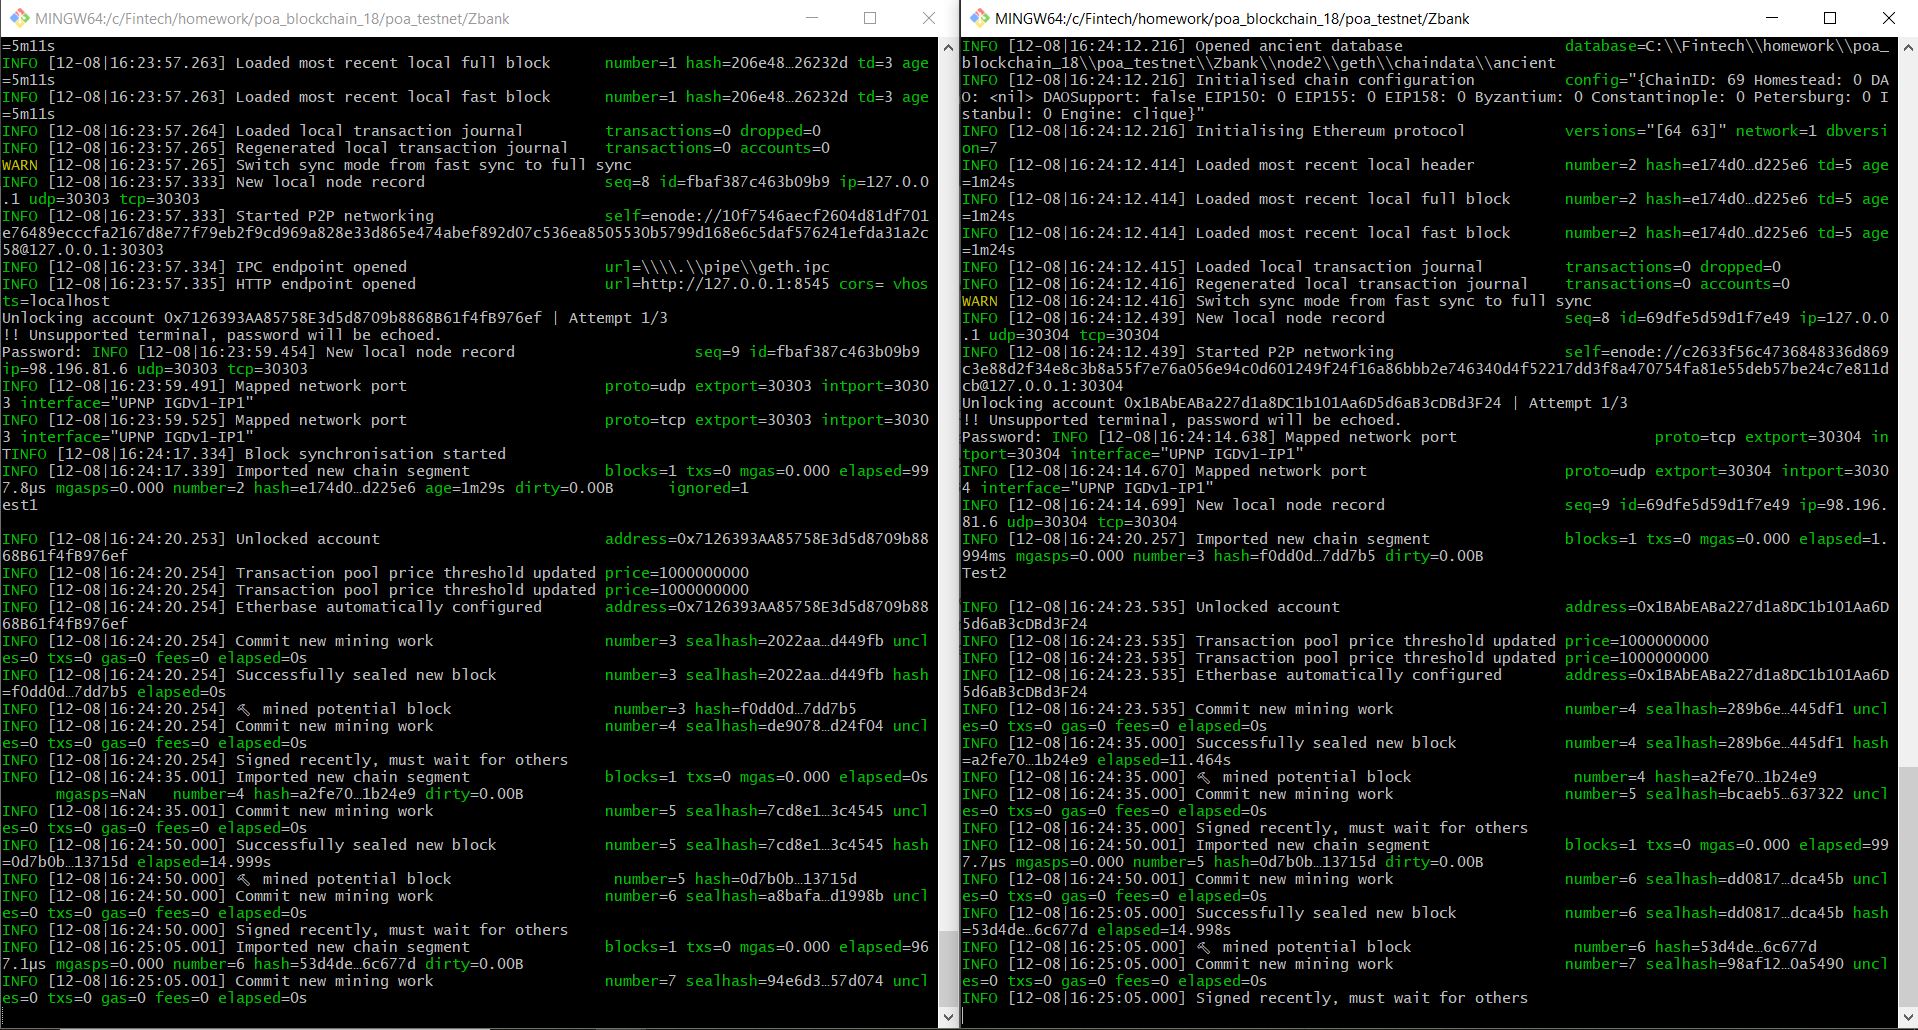 MINGW64:/c/Fintech/homework/poa_blockchain_18/poa_testnet/Zbank
=5m11s
INFO [12-08|16:23:57.263] Loaded most recent local full block number=1 hash=206e48…26232d td=3 age
=5m11s
INFO [12-08|16:23:57.263] Loaded most recent local fast block number=1 hash=206e48…26232d td=3 age
=5m11s
INFO [12-08|16:23:57.264] Loaded local transaction journal transactions=0 dropped=0
INFO [12-08|16:23:57.265] Regenerated local transaction journal transactions=0 accounts=0
WARN [12-08|16:23:57.265] Switch sync mode from fast sync to full sync
INFO [12-08|16:23:57.333] New local node record seq=8 id=fbaf387c463b09b9 ip=127.0.0
.1 udp=30303 tcp=30303
INFO [12-08|16:23:57.333] Started P2P networking self=enode://10f7546aecf2604d81df701
e76489ecccfa2167d8e77f79eb2f9cd969a828e33d865e474abef892d07c536ea8505530b5799d168e6c5daf576241efda31a2c
58@127.0.0.1:30303
INFO [12-08|16:23:57.334] IPC endpoint opened url=\\\\.\\pipe\\geth.ipc
INFO [12-08|16:23:57.335] HTTP endpoint opened url=http://127.0.0.1:8545 cors= vhos
ts=localhost
Unlocking account 0x7126393AA85758E3d5d8709b8868B61f4fB976ef | Attempt 1/3
!! Unsupported terminal, password will be echoed.
Password: INFO [12-08|16:23:59.454] New local node record seq=9 id=fbaf387c463b09b9
ip=98.196.81.6 udp=30303 tcp=30303
INFO [12-08|16:23:59.491] Mapped network port proto=udp extport=30303 intport=3030
3 interface="UPNP IGDv1-IP1"
INFO [12-08|16:23:59.525] Mapped network port proto=tcp extport=30303 intport=3030
3 interface="UPNP IGDv1-IP1"
TINFO [12-08|16:24:17.334] Block synchronisation started
INFO [12-08|16:24:17.339] Imported new chain segment blocks=1 txs=0 mgas=0.000 elapsed=99
7.8µs mgasps=0.000 number=2 hash=e174d0…d225e6 age=1m29s dirty=0.00B ignored=1
est1
INFO [12-08|16:24:20.253] Unlocked account address=0x7126393AA85758E3d5d8709b88
68B61f4fB976ef
INFO [12-08|16:24:20.254] Transaction pool price threshold updated price=1000000000
INFO [12-08|16:24:20.254] Transaction pool price threshold updated price=1000000000
INFO [12-08|16:24:20.254] Etherbase automatically configured address=0x7126393AA85758E3d5d8709b88
68B61f4fB976ef
INFO [12-08|16:24:20.254] Commit new mining work number=3 sealhash=2022aa…d449fb uncl
es=0 txs=0 gas=0 fees=0 elapsed=0s
INFO [12-08|16:24:20.254] Successfully sealed new block number=3 sealhash=2022aa…d449fb hash
=f0dd0d…7dd7b5 elapsed=0s
INFO [12-08|16:24:20.254] 🔨 mined potential block number=3 hash=f0dd0d…7dd7b5
INFO [12-08|16:24:20.254] Commit new mining work number=4 sealhash=de9078…d24f04 uncl
es=0 txs=0 gas=0 fees=0 elapsed=0s
INFO [12-08|16:24:20.254] Signed recently, must wait for others
INFO [12-08|16:24:35.001] Imported new chain segment blocks=1 txs=0 mgas=0.000 elapsed=0s
mgasps=NaN number=4 hash=a2fe70…1b24e9 dirty=0.00B
INFO [12-08|16:24:35.001] Commit new mining work number=5 sealhash=7cd8e1…3c4545 uncl
es=0 txs=0 gas=0 fees=0 elapsed=0s
INFO [12-08|16:24:50.000] Successfully sealed new block number=5 sealhash=7cd8e1…3c4545 hash
=0d7b0b…13715d elapsed=14.999s
INFO [12-08|16:24:50.000] 🔨 mined potential block number=5 hash=0d7b0b…13715d
INFO [12-08|16:24:50.000] Commit new mining work number=6 sealhash=a8bafa…d1998b uncl
es=0 txs=0 gas=0 fees=0 elapsed=0s
INFO [12-08|16:24:50.000] Signed recently, must wait for others
INFO [12-08|16:25:05.001] Imported new chain segment blocks=1 txs=0 mgas=0.000 elapsed=96
7.1µs mgasps=0.000 number=6 hash=53d4de…6c677d dirty=0.00B
INFO [12-08|16:25:05.001] Commit new mining work number=7 sealhash=94e6d3…57d074 uncl
es=0 txs=0 gas=0 fees=0 elapsed=0s
MINGW64:/c/Fintech/homework/poa_blockchain_18/poa_testnet/Zbank
INFO [12-08|16:24:12.216] Opened ancient database database=C:\\Fintech\\homework\\poa_
blockchain_18\\poa_testnet\\Zbank\\node2\\geth\\chaindata\\ancient
INFO [12-08|16:24:12.216] Initialised chain configuration config="{ChainID: 69 Homestead: 0 DA
O: <nil> DAOSupport: false EIP150: 0 EIP155: 0 EIP158: 0 Byzantium: 0 Constantinople: 0 Petersburg: 0 I
stanbul: 0 Engine: clique}"
INFO [12-08|16:24:12.216] Initialising Ethereum protocol versions="[64 63]" network=1 dbversi
on=7
INFO [12-08|16:24:12.414] Loaded most recent local header number=2 hash=e174d0…d225e6 td=5 age
=1m24s
INFO [12-08|16:24:12.414] Loaded most recent local full block number=2 hash=e174d0…d225e6 td=5 age
=1m24s
INFO [12-08|16:24:12.414] Loaded most recent local fast block number=2 hash=e174d0…d225e6 td=5 age
=1m24s
INFO [12-08|16:24:12.415] Loaded local transaction journal transactions=0 dropped=0
INFO [12-08|16:24:12.416] Regenerated local transaction journal transactions=0 accounts=0
WARN [12-08|16:24:12.416] Switch sync mode from fast sync to full sync
INFO [12-08|16:24:12.439] New local node record seq=8 id=69dfe5d59d1f7e49 ip=127.0.0
.1 udp=30304 tcp=30304
INFO [12-08|16:24:12.439] Started P2P networking self=enode://c2633f56c4736848336d869
c3e88d2f34e8c3b8a55f7e76a056e94c0d601249f24f16a86bbb2e746340d4f52217dd3f8a470754fa81e55deb57be24c7e811d
cb@127.0.0.1:30304
Unlocking account 0x1BAbEABa227d1a8DC1b101Aa6D5d6aB3cDBd3F24 | Attempt 1/3
!! Unsupported terminal, password will be echoed.
Password: INFO [12-08|16:24:14.638] Mapped network port proto=tcp extport=30304 in
tport=30304 interface="UPNP IGDv1-IP1"
INFO [12-08|16:24:14.670] Mapped network port proto=udp extport=30304 intport=3030
4 interface="UPNP IGDv1-IP1"
INFO [12-08|16:24:14.699] New local node record seq=9 id=69dfe5d59d1f7e49 ip=98.196.
81.6 udp=30304 tcp=30304
INFO [12-08|16:24:20.257] Imported new chain segment blocks=1 txs=0 mgas=0.000 elapsed=1.
994ms mgasps=0.000 number=3 hash=f0dd0d…7dd7b5 dirty=0.00B
Test2
INFO [12-08|16:24:23.535] Unlocked account address=0x1BAbEABa227d1a8DC1b101Aa6D
5d6aB3cDBd3F24
INFO [12-08|16:24:23.535] Transaction pool price threshold updated price=1000000000
INFO [12-08|16:24:23.535] Transaction pool price threshold updated price=1000000000
INFO [12-08|16:24:23.535] Etherbase automatically configured address=0x1BAbEABa227d1a8DC1b101Aa6D
5d6aB3cDBd3F24
INFO [12-08|16:24:23.535] Commit new mining work number=4 sealhash=289b6e…445df1 uncl
es=0 txs=0 gas=0 fees=0 elapsed=0s
INFO [12-08|16:24:35.000] Successfully sealed new block number=4 sealhash=289b6e…445df1 hash
=a2fe70…1b24e9 elapsed=11.464s
INFO [12-08|16:24:35.000] 🔨 mined potential block number=4 hash=a2fe70…1b24e9
INFO [12-08|16:24:35.000] Commit new mining work number=5 sealhash=bcaeb5…637322 uncl
es=0 txs=0 gas=0 fees=0 elapsed=0s
INFO [12-08|16:24:35.000] Signed recently, must wait for others
INFO [12-08|16:24:50.001] Imported new chain segment blocks=1 txs=0 mgas=0.000 elapsed=99
7.7µs mgasps=0.000 number=5 hash=0d7b0b…13715d dirty=0.00B
INFO [12-08|16:24:50.001] Commit new mining work number=6 sealhash=dd0817…dca45b uncl
es=0 txs=0 gas=0 fees=0 elapsed=0s
INFO [12-08|16:25:05.000] Successfully sealed new block number=6 sealhash=dd0817…dca45b hash
=53d4de…6c677d elapsed=14.998s
INFO [12-08|16:25:05.000] 🔨 mined potential block number=6 hash=53d4de…6c677d
INFO [12-08|16:25:05.000] Commit new mining work number=7 sealhash=98af12…0a5490 uncl
es=0 txs=0 gas=0 fees=0 elapsed=0s
INFO [12-08|16:25:05.000] Signed recently, must wait for others